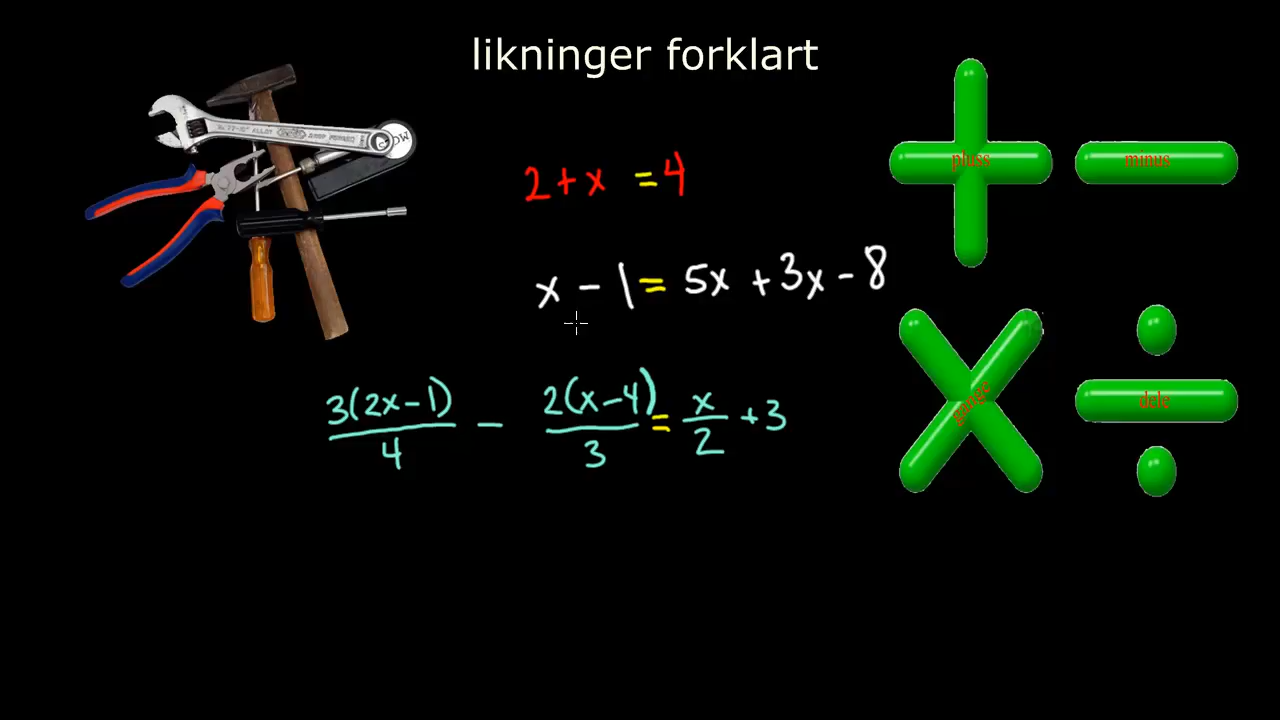 likninger forklart
pluss
minus
2+x =4
x - 1 = 5x + 3x - 8
3(2x-1)/4 - 2(x-4)/3 = x/2 + 3
gange
dele